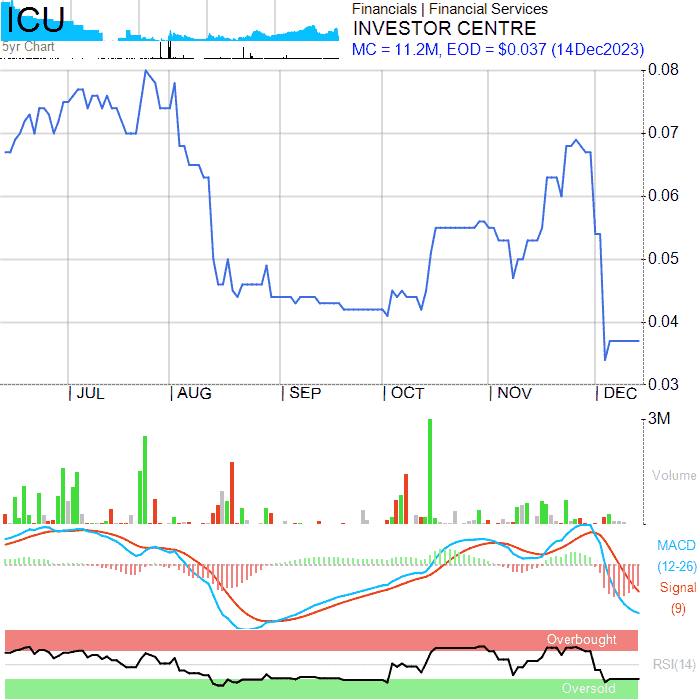 ICU
5yr Chart
Financials | Financial Services
INVESTOR CENTRE
MC = 11.2M, EOD = $0.037 (14Dec2023)
0.08
0.07
0.06
0.05
0.04
0.03
| JUL | AUG | SEP | OCT | NOV | DEC
3M
Volume
MACD
(12-26)
Signal
(9)
Overbought
RSI(14)
Oversold